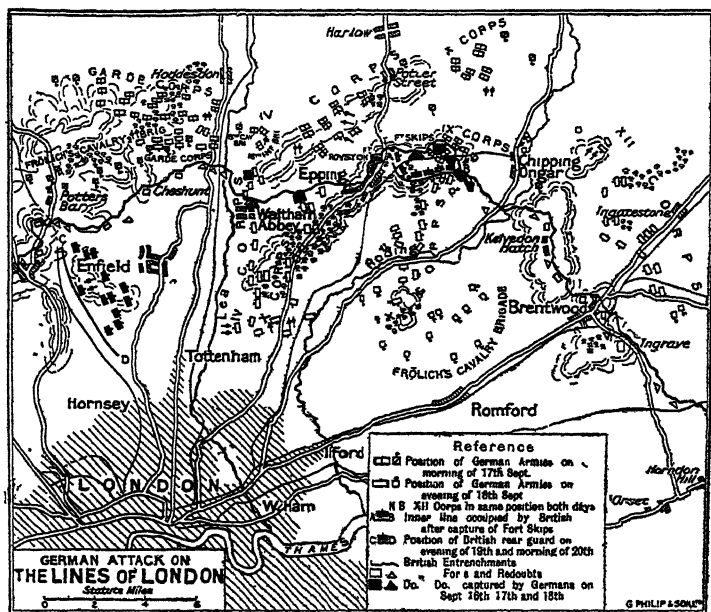 Harlow
X CORPS
Hoddesdon
GARDE CORPS
Potter Street
IV CORPS
FRÖLICH'S CAVALRY BRIG
GARDE CORPS
Ft SKIPS
IX CORPS
XII CORPS
ROYSTON
Epping
Chipping Ongar
Cheshunt
Potters Bar
Waltham Abbey
Ingatestone
Kelvedon Hatch
Enfield
Brentwood
FRÖLICH'S CAVALRY BRIGADE
Ingrave
Tottenham
Hornsey
Romford
Ilford
LONDON
W. Ham
THAMES
Horndon Hill
Orset
Reference
Position of German Armies on
morning of 17th Sept.
Position of German Armies on
evening of 18th Sept
N B XII Corps in same position both days
Inner line occupied by British
after capture of Fort Skips
Position of British rear guard on
evening of 19th and morning of 20th
British Entrenchments
Do. Do. captured by Germans on
Sept 16th 17th and 18th
GERMAN ATTACK ON
THE LINES OF LONDON
Statute Miles
0 2 4 6
G PHILIP & SON LTD